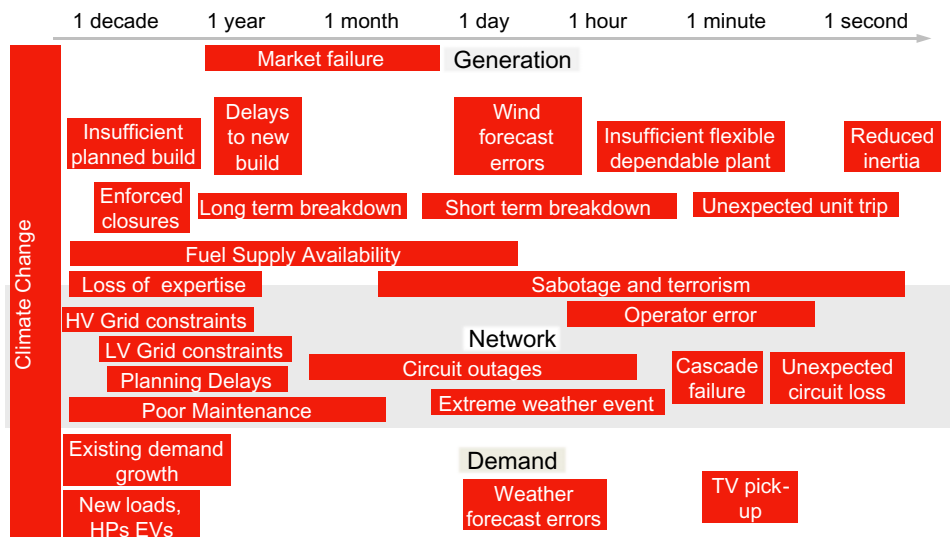 1 decade 1 year 1 month 1 day 1 hour 1 minute 1 second
Market failure
Generation
Insufficient
planned build
Delays
to new
build
Wind
forecast
errors
Insufficient flexible
dependable plant
Reduced
inertia
Enforced
closures
Long term breakdown
Short term breakdown
Unexpected unit trip
Climate Change
Fuel Supply Availability
Loss of expertise
Sabotage and terrorism
HV Grid constraints
Operator error
Network
LV Grid constraints
Circuit outages
Cascade
failure
Unexpected
circuit loss
Planning Delays
Poor Maintenance
Extreme weather event
Existing demand
growth
Demand
New loads,
HPs EVs
Weather
forecast errors
TV pick-
up